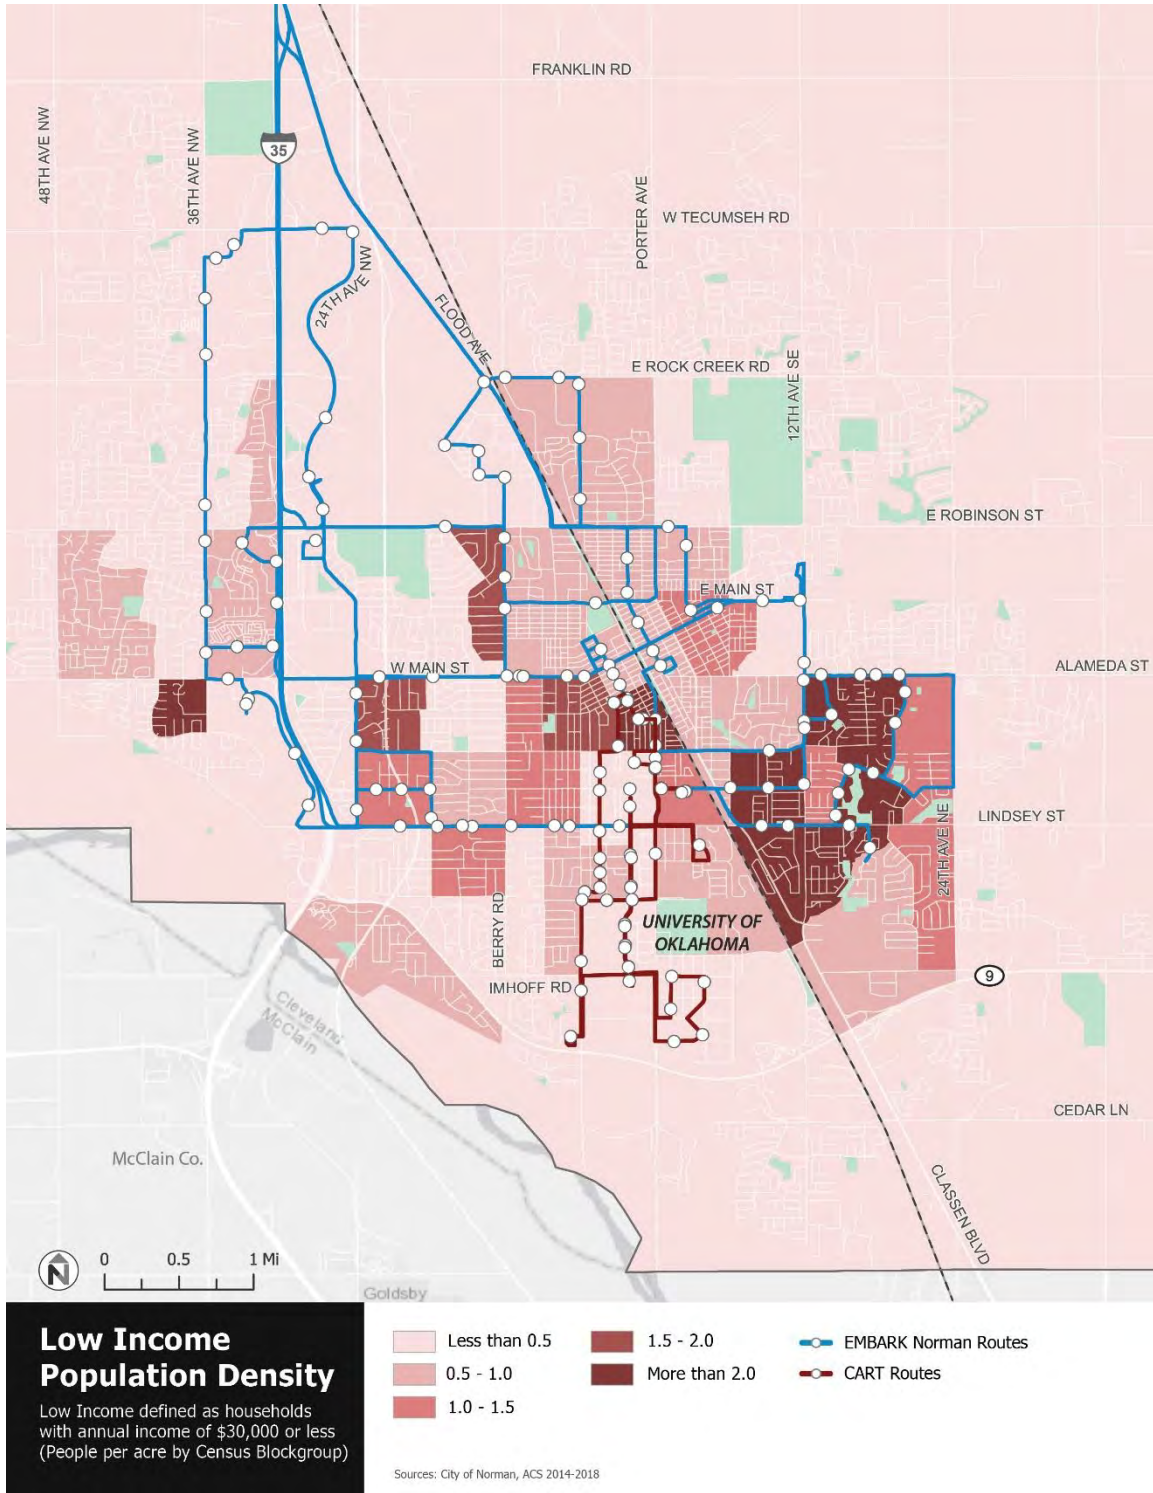 FRANKLIN RD
48TH AVE NW
36TH AVE NW
35
PORTER AVE
W TECUMSEH RD
24TH AVE NW
FLOOD AVE
E ROCK CREEK RD
12TH AVE SE
E ROBINSON ST
E MAIN ST
W MAIN ST
ALAMEDA ST
LINDSEY ST
24TH AVE NE
BERRY RD
UNIVERSITY OF
OKLAHOMA
IMHOFF RD
9
Cleveland
McClain
CEDAR LN
McClain Co.
CLASSEN BLVD
N
0 0.5 1 Mi
Goldsby
Low Income
Population Density
Low Income defined as households
with annual income of $30,000 or less
(People per acre by Census Blockgroup)
Less than 0.5
0.5 - 1.0
1.0 - 1.5
1.5 - 2.0
More than 2.0
EMBARK Norman Routes
CART Routes
Sources: City of Norman, ACS 2014-2018